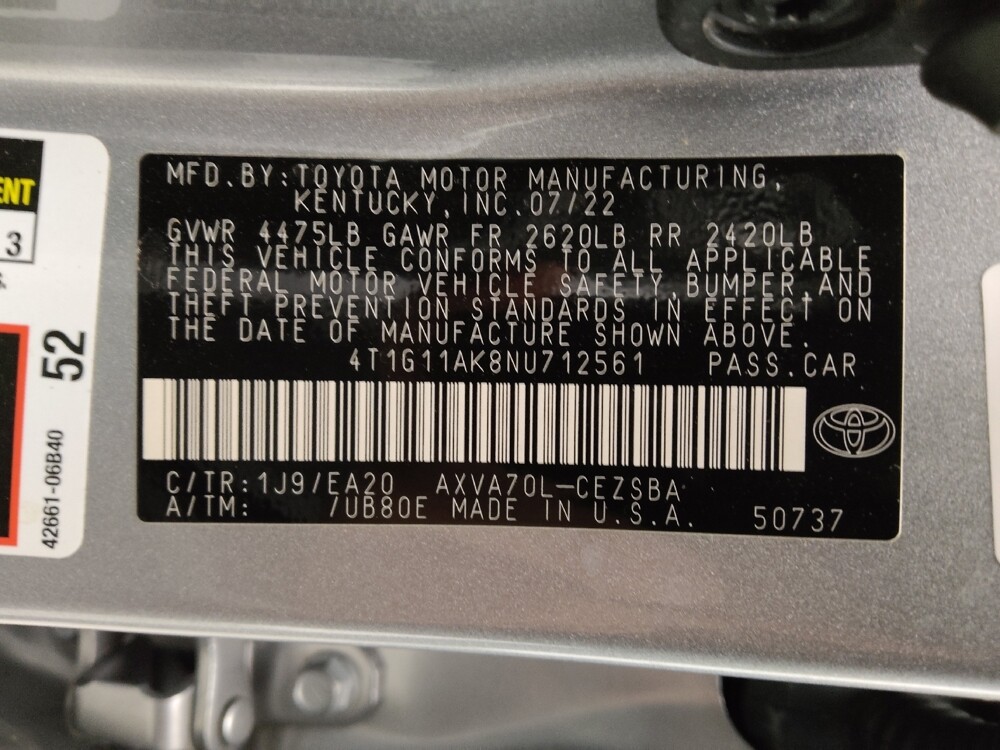 MFD.BY:TOYOTA MOTOR MANUFACTURING,
KENTUCKY, INC.07/22
GVWR 4475LB GAWR FR 2620LB RR 2420LB
THIS VEHICLE CONFORMS TO ALL APPLICABLE
FEDERAL MOTOR VEHICLE SAFETY,BUMPER,AND
THEFT PREVENTION STANDARDS IN EFFECT ON
THE DATE OF MANUFACTURE SHOWN ABOVE.
4T1G11AK8NU712561 PASS.CAR
C/TR:1J9/EA20 AXVA70L-CEZSBA
A/TM: /UB80E MADE IN U.S.A. 50737
3
52
42661-06B40